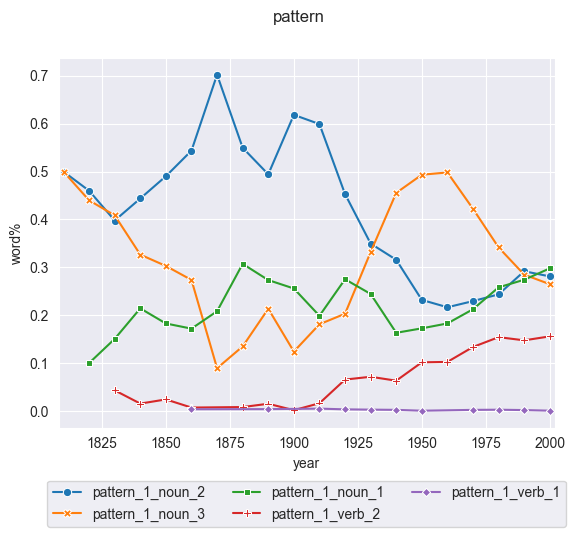 pattern
0.7
0.6
0.5
0.4
0.3
0.2
0.1
0.0
word%
1825 1850 1875 1900 1925 1950 1975 2000
year
pattern_1_noun_2 pattern_1_noun_1 pattern_1_verb_1
pattern_1_noun_3 pattern_1_verb_2